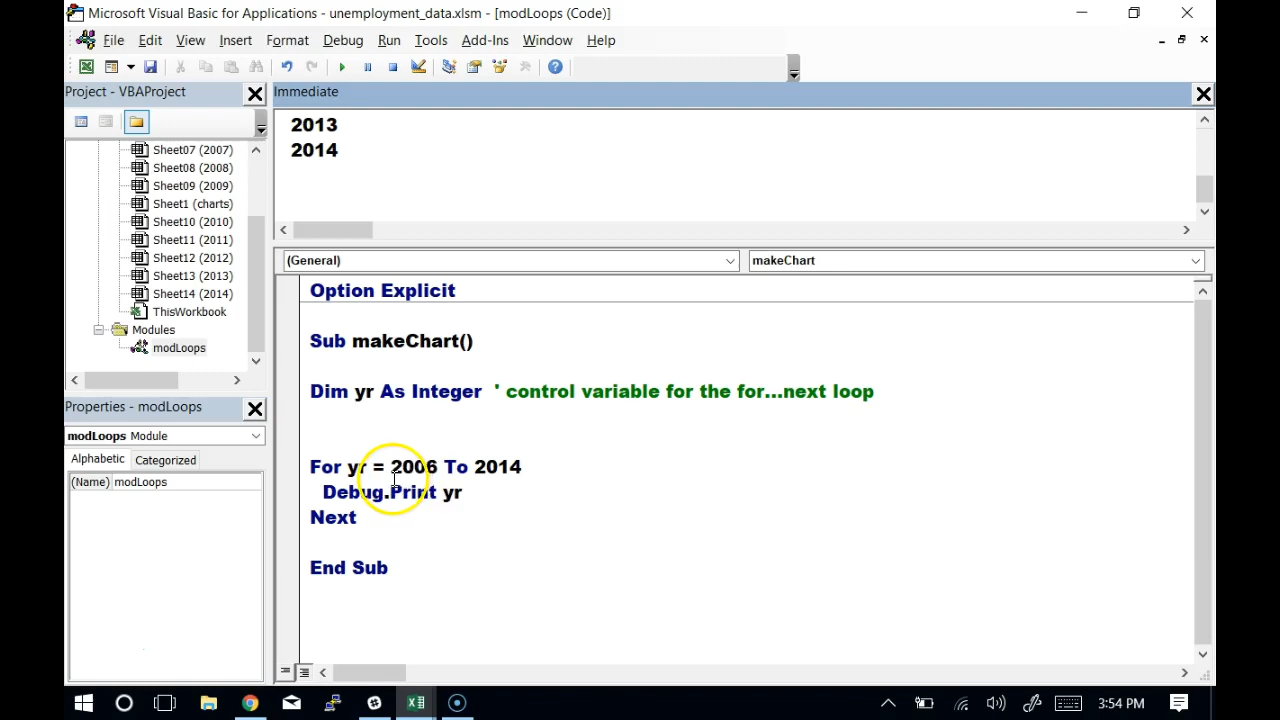 Microsoft Visual Basic for Applications - unemployment_data.xlsm - [modLoops (Code)]
File Edit View Insert Format Debug Run Tools Add-Ins Window Help
Project - VBAProject
Sheet07 (2007)
Sheet08 (2008)
Sheet09 (2009)
Sheet1 (charts)
Sheet10 (2010)
Sheet11 (2011)
Sheet12 (2012)
Sheet13 (2013)
Sheet14 (2014)
ThisWorkbook
Modules
modLoops
Properties - modLoops
modLoops Module
Alphabetic Categorized
(Name) modLoops
Immediate
2013
2014
(General) makeChart
Option Explicit
Sub makeChart()
Dim yr As Integer ' control variable for the for...next loop
For yr = 2006 To 2014
Debug.Print yr
Next
End Sub
3:54 PM